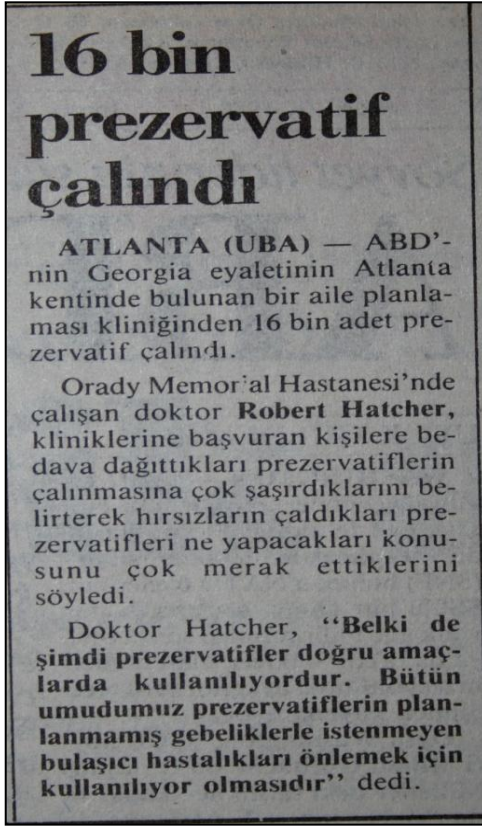 16 bin
prezervatif
çalındı
ATLANTA (UBA) — ABD'-
nin Georgia eyaletinin Atlanta
kentinde bulunan bir aile planla-
ması kliniğinden 16 bin adet pre-
zervatif çalındı.
Orady Memorial Hastanesi'nde
çalışan doktor Robert Hatcher,
kliniklerine başvuran kişilere be-
dava dağıttıkları prezervatiflerin
çalınmasına çok şaşırdıklarını be-
lirterek hırsızların çaldıkları pre-
zervatifleri ne yapacakları konu-
sunu çok merak ettiklerini
söyledi.
Doktor Hatcher, “Belki de
şimdi prezervatifler doğru amaç-
larda kullanılıyordur. Bütün
umudumuz prezervatiflerin plan-
lanmamış gebeliklerle istenmeyen
bulaşıcı hastalıkları önlemek için
kullanılıyor olmasıdır” dedi.